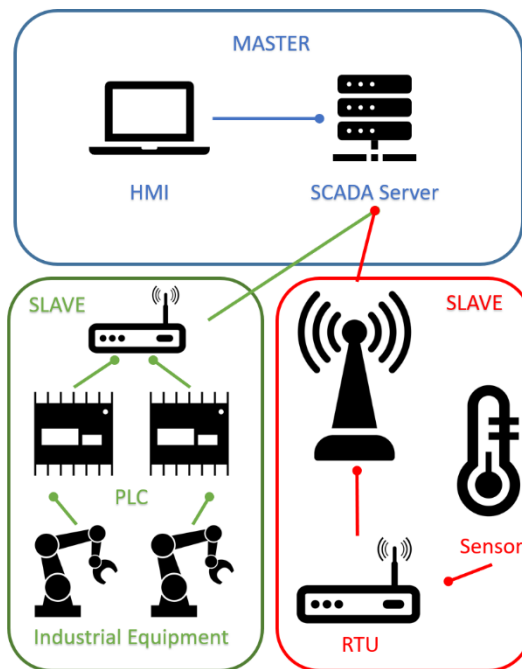 MASTER
HMI
SCADA Server
SLAVE
SLAVE
PLC
Sensor
Industrial Equipment
RTU